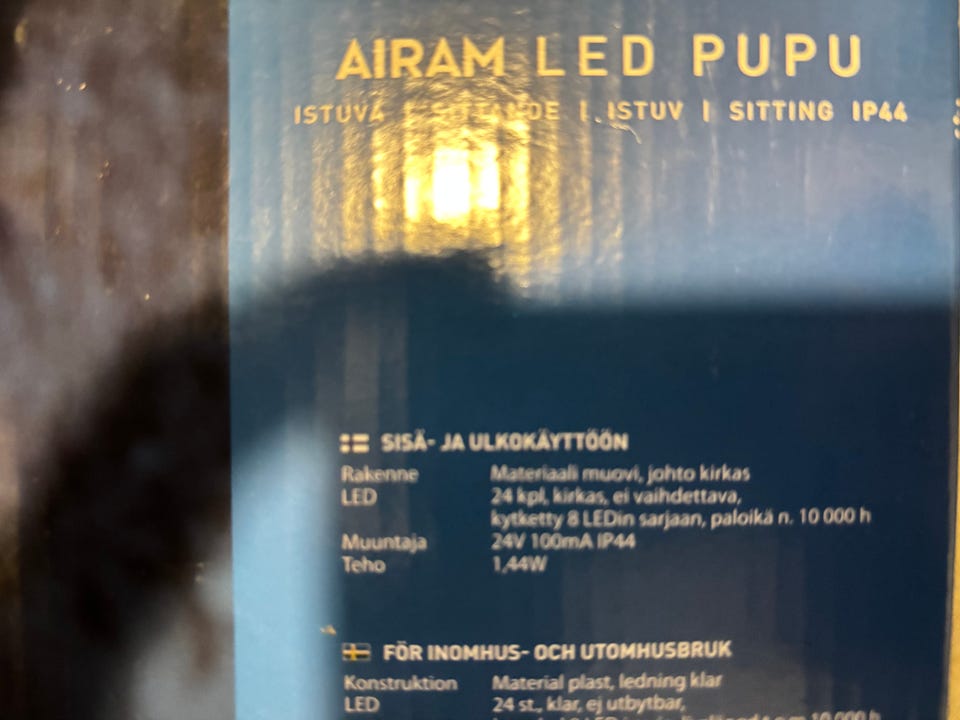 AIRAM LED PUPU
ISTUVA | SITTANDE | ISTUV | SITTING IP44
SISÄ- JA ULKOKÄYTTÖÖN
Rakenne Materiaali muovi, johto kirkas
LED 24 kpl, kirkas, ei vaihdettava,
kytketty 8 LEDin sarjaan, paloikä n. 10 000 h
Muuntaja 24V 100mA IP44
Teho 1,44W
FÖR INOMHUS- OCH UTOMHUSBRUK
Konstruktion Material plast, ledning klar
LED 24 st., klar, ej utbytbar,
10 000 h